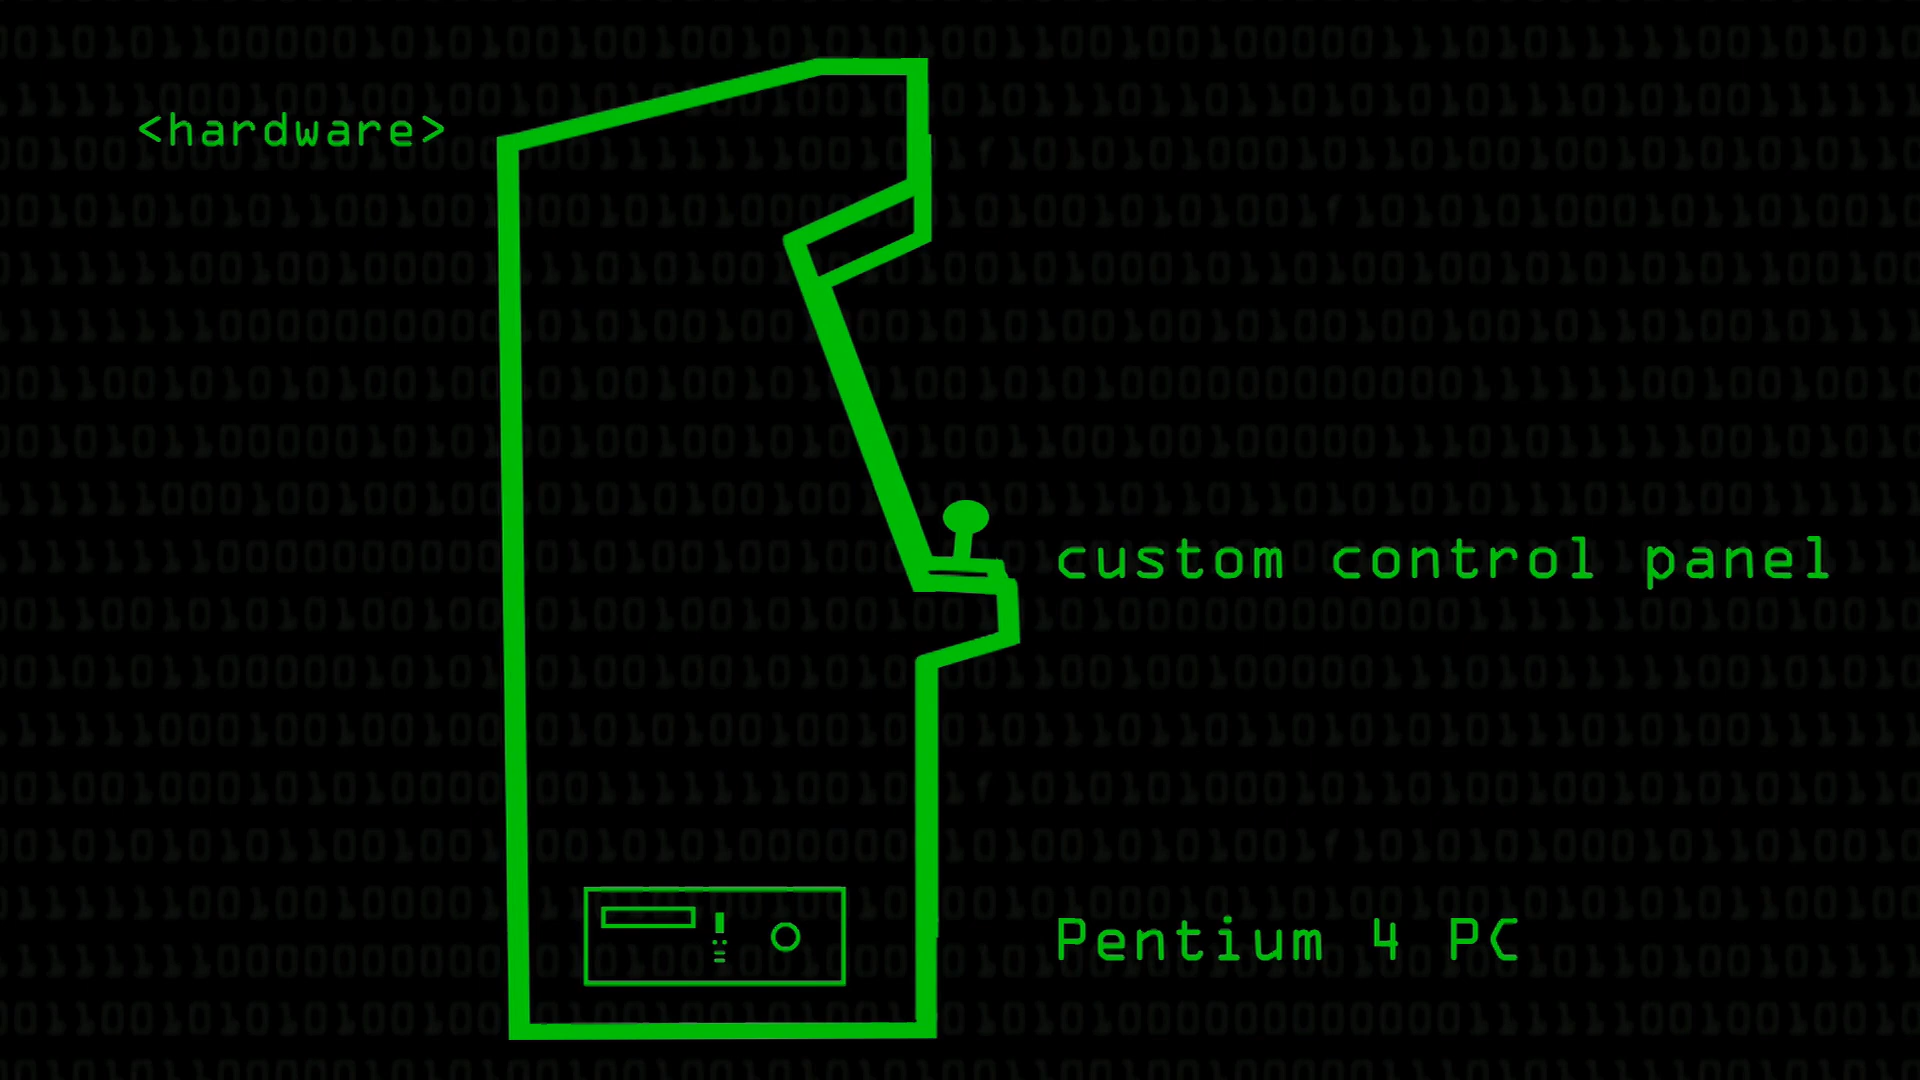 <hardware>
custom control panel
Pentium 4 PC